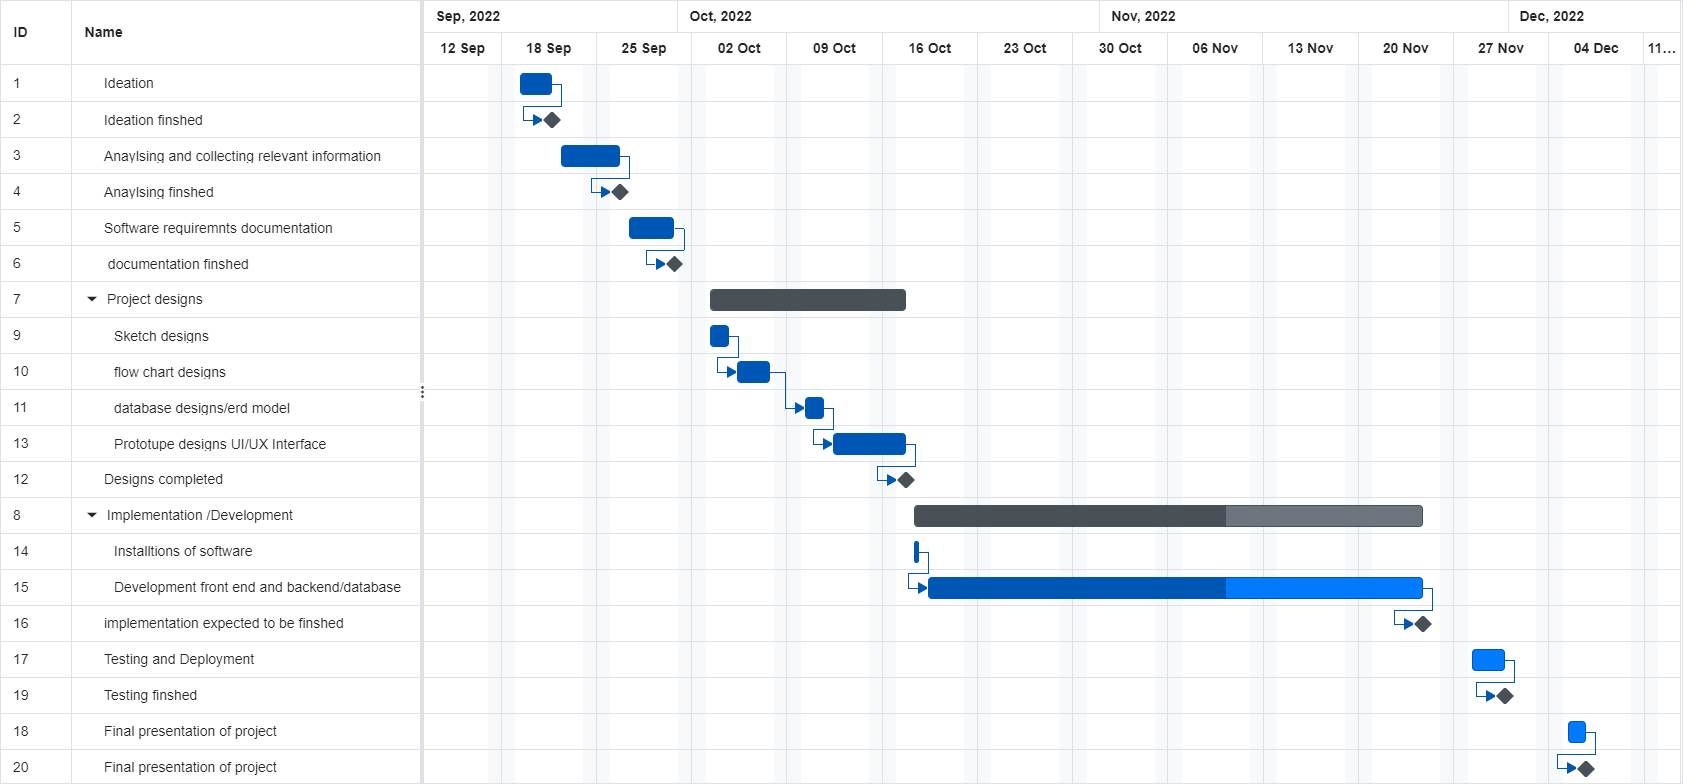 ID Name Sep, 2022 Oct, 2022 Nov, 2022 Dec, 2022
12 Sep 18 Sep 25 Sep 02 Oct 09 Oct 16 Oct 23 Oct 30 Oct 06 Nov 13 Nov 20 Nov 27 Nov 04 Dec 11...
1 Ideation
2 Ideation finshed
3 Anaylsing and collecting relevant information
4 Anaylsing finshed
5 Software requiremnts documentation
6 documentation finshed
7 Project designs
9 Sketch designs
10 flow chart designs
11 database designs/erd model
13 Prototupe designs UI/UX Interface
12 Designs completed
8 Implementation /Development
14 Installtions of software
15 Development front end and backend/database
16 implementation expected to be finshed
17 Testing and Deployment
19 Testing finshed
18 Final presentation of project
20 Final presentation of project